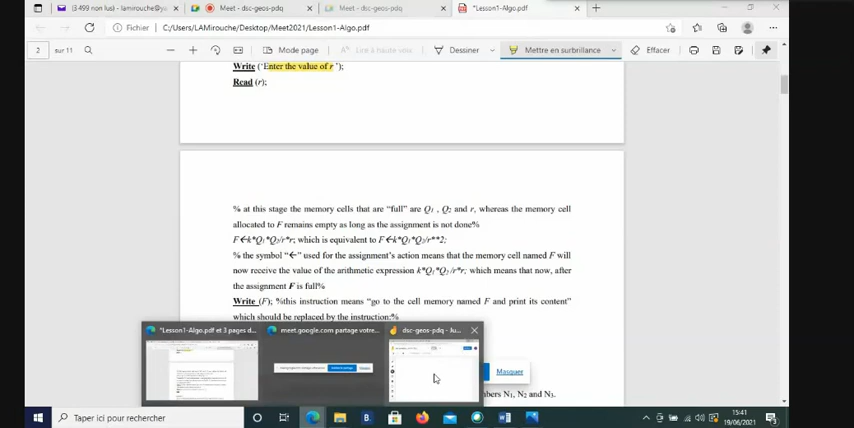 (3 499 non lus) - lamirouche@yu
Meet - dsc-geos-pdq
Meet - dsc-geos-pdq
*Lesson1-Algo.pdf
Fichier C:/Users/LAMirouche/Desktop/Meet2021/Lesson1-Algo.pdf
2 sur 11 Mode page Lire à haute voix Dessiner Mettre en surbrillance Effacer
Write (‘Enter the value of r ’);
Read (r);
% at this stage the memory cells that are “full” are Q1 , Q2 and r, whereas the memory cell
allocated to F remains empty as long as the assignment is not done%
F←k*Q1*Q2/r*r; which is equivalent to F←k*Q1*Q2/r**2;
% the symbol “←” used for the assignment’s action means that the memory cell named F will
now receive the value of the arithmetic expression k*Q1*Q2/r*r; which means that now, after
the assignment F is full%
Write (F); %this instruction means “go to the cell memory named F and print its content”
which should be replaced by the instruction:%
*Lesson1-Algo.pdf et 3 pages d...
meet.google.com partage votre...
dsc-geos-pdq - Ju...
Masquer
mbers N1, N2 and N3.
Taper ici pour rechercher
15:41
19/06/2021